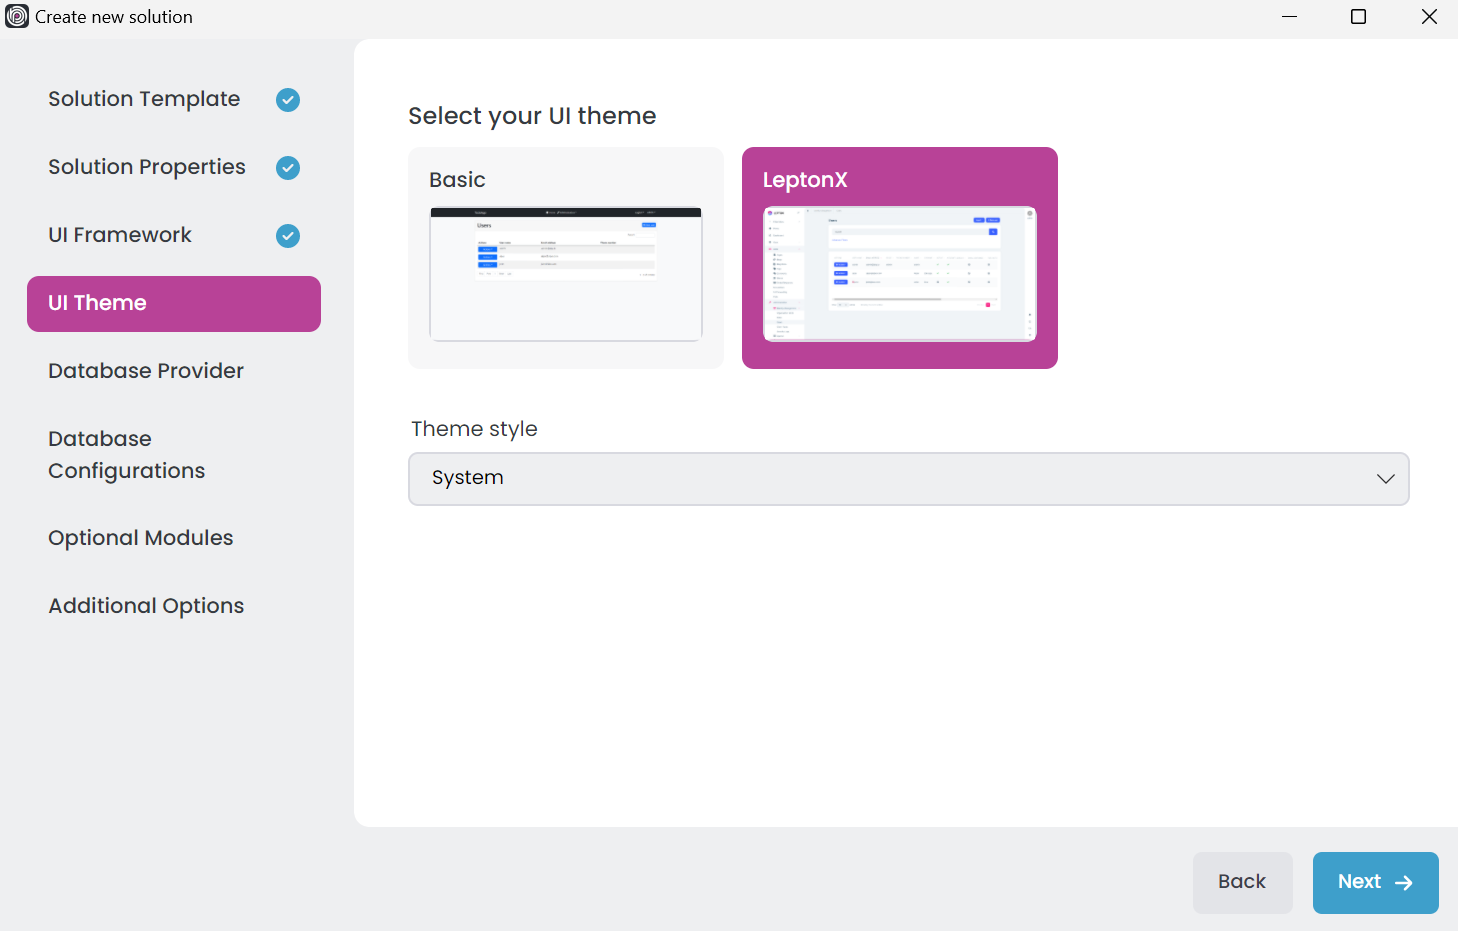 Create new solution
Solution Template
Solution Properties
UI Framework
UI Theme
Database Provider
Database
Configurations
Optional Modules
Additional Options
Select your UI theme
Basic
Users
LeptonX
Users
Theme style
System
Back
Next